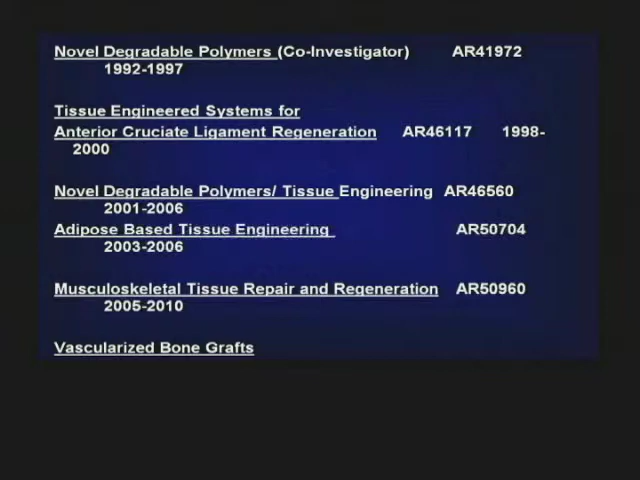 Novel Degradable Polymers (Co-Investigator) AR41972
1992-1997
Tissue Engineered Systems for
Anterior Cruciate Ligament Regeneration AR46117 1998-
2000
Novel Degradable Polymers/ Tissue Engineering AR46560
2001-2006
Adipose Based Tissue Engineering AR50704
2003-2006
Musculoskeletal Tissue Repair and Regeneration AR50960
2005-2010
Vascularized Bone Grafts